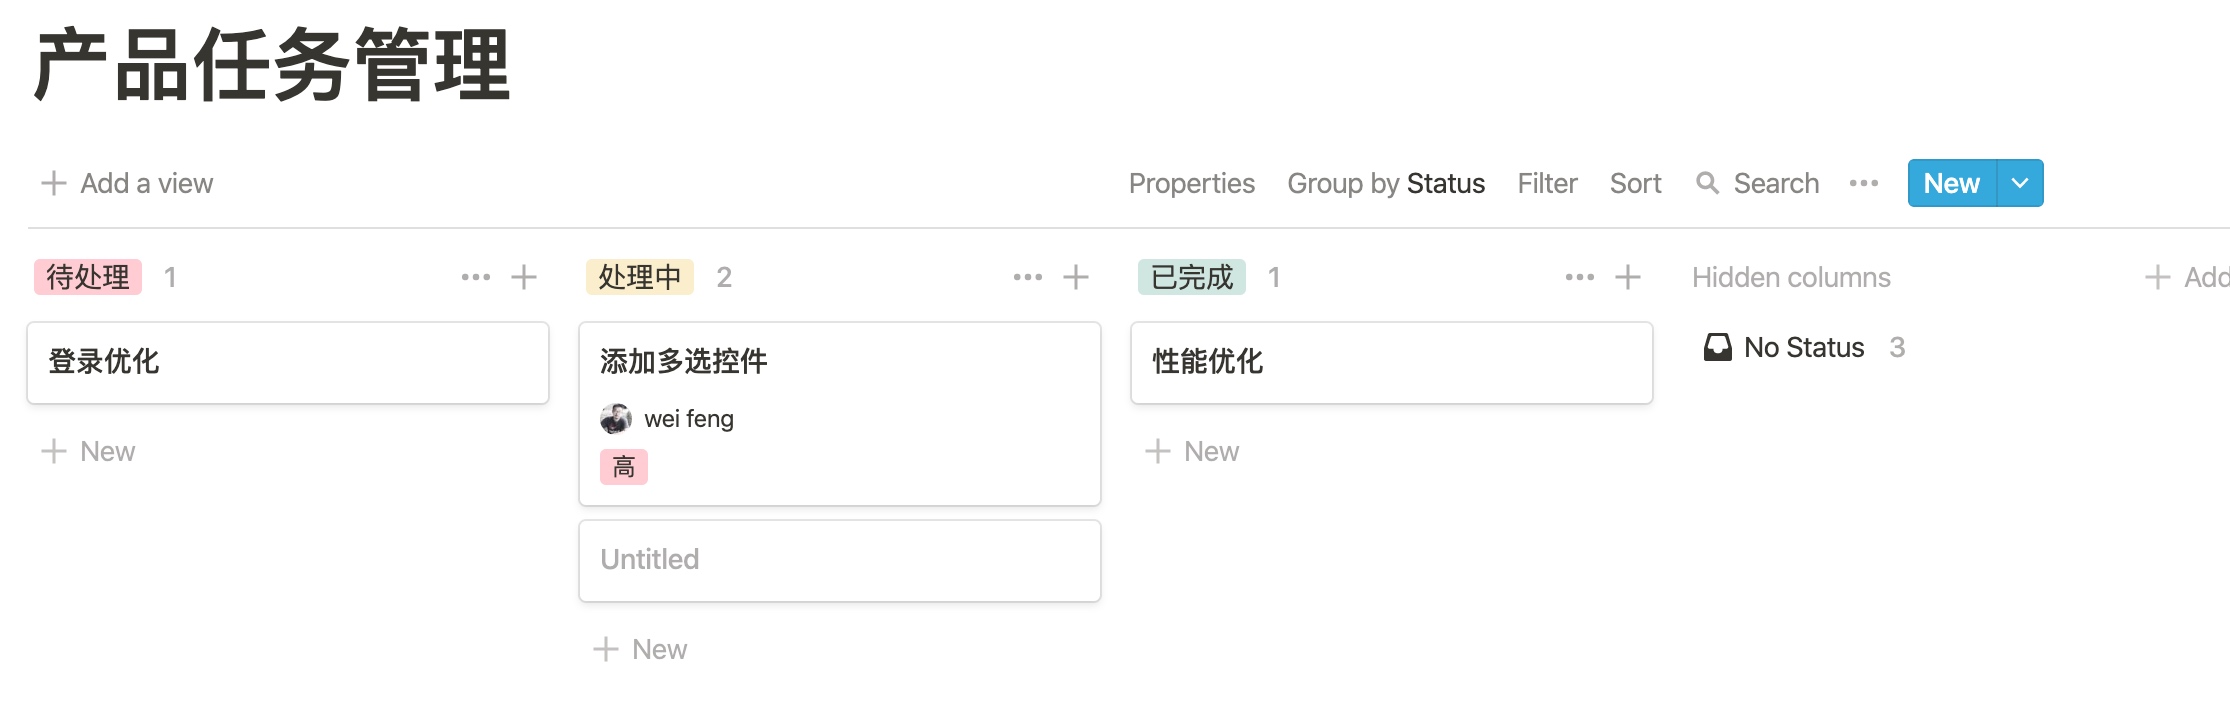 产品任务管理
Add a view
Properties Group by Status Filter Sort Search New
待处理 1
登录优化
New
处理中 2
添加多选控件
wei feng
高
Untitled
New
已完成 1
性能优化
New
Hidden columns
No Status 3
Add